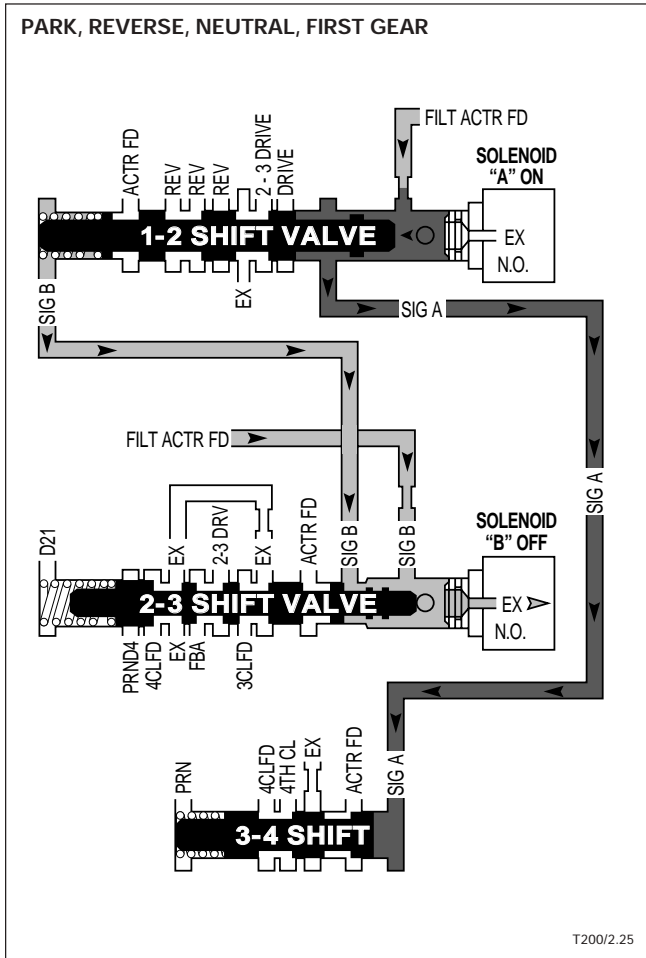 PARK, REVERSE, NEUTRAL, FIRST GEAR
FILT ACTR FD
SOLENOID
"A" ON
ACTR FD
REV
REV
REV
2 - 3 DRIVE
DRIVE
1-2 SHIFT VALVE
EX
N.O.
EX
SIG B
SIG A
FILT ACTR FD
SIG A
SOLENOID
"B" OFF
D21
EX
2-3 DRV
EX
ACTR FD
SIG B
SIG B
2-3 SHIFT VALVE
EX
N.O.
PRND4
4CLFD
EX
FBA
3CLFD
PRN
4CLFD
4TH CL
EX
ACTR FD
SIG A
3-4 SHIFT
T200/2.25